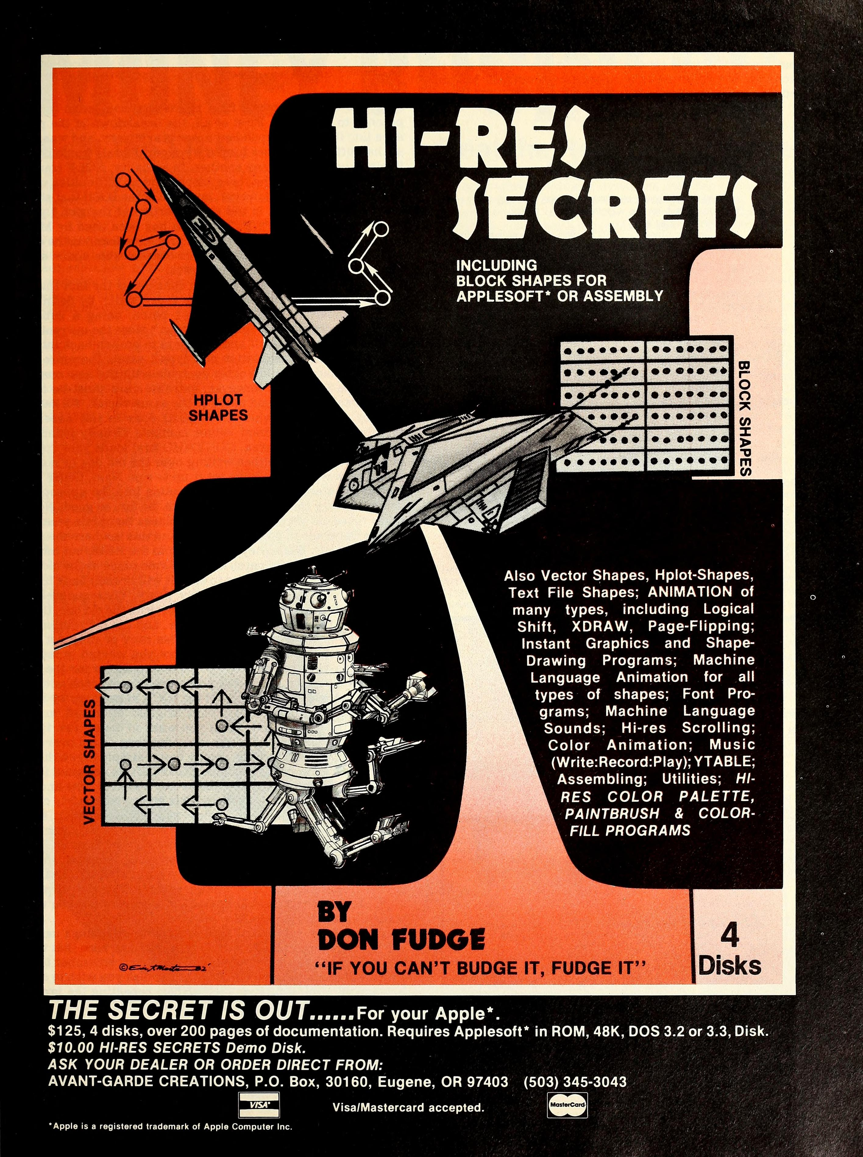 HI-RES
SECRETS
INCLUDING
BLOCK SHAPES FOR
APPLESOFT* OR ASSEMBLY
HPLOT
SHAPES
BLOCK SHAPES
Also Vector Shapes, Hplot-Shapes,
Text File Shapes; ANIMATION of
many types, including Logical
Shift, XDRAW, Page-Flipping;
Instant Graphics and Shape-
Drawing Programs; Machine
Language Animation for all
types of shapes; Font Pro-
grams; Machine Language
Sounds; Hi-res Scrolling;
Color Animation; Music
(Write:Record:Play); YTABLE;
Assembling; Utilities; HI-
RES COLOR PALETTE,
PAINTBRUSH & COLOR-
FILL PROGRAMS
VECTOR SHAPES
BY
DON FUDGE
"IF YOU CAN'T BUDGE IT, FUDGE IT"
4
Disks
THE SECRET IS OUT......For your Apple*.
$125, 4 disks, over 200 pages of documentation. Requires Applesoft* in ROM, 48K, DOS 3.2 or 3.3, Disk.
$10.00 HI-RES SECRETS Demo Disk.
ASK YOUR DEALER OR ORDER DIRECT FROM:
AVANT-GARDE CREATIONS, P.O. Box, 30160, Eugene, OR 97403 (503) 345-3043
VISA
Visa/Mastercard accepted.
MasterCard
*Apple is a registered trademark of Apple Computer Inc.